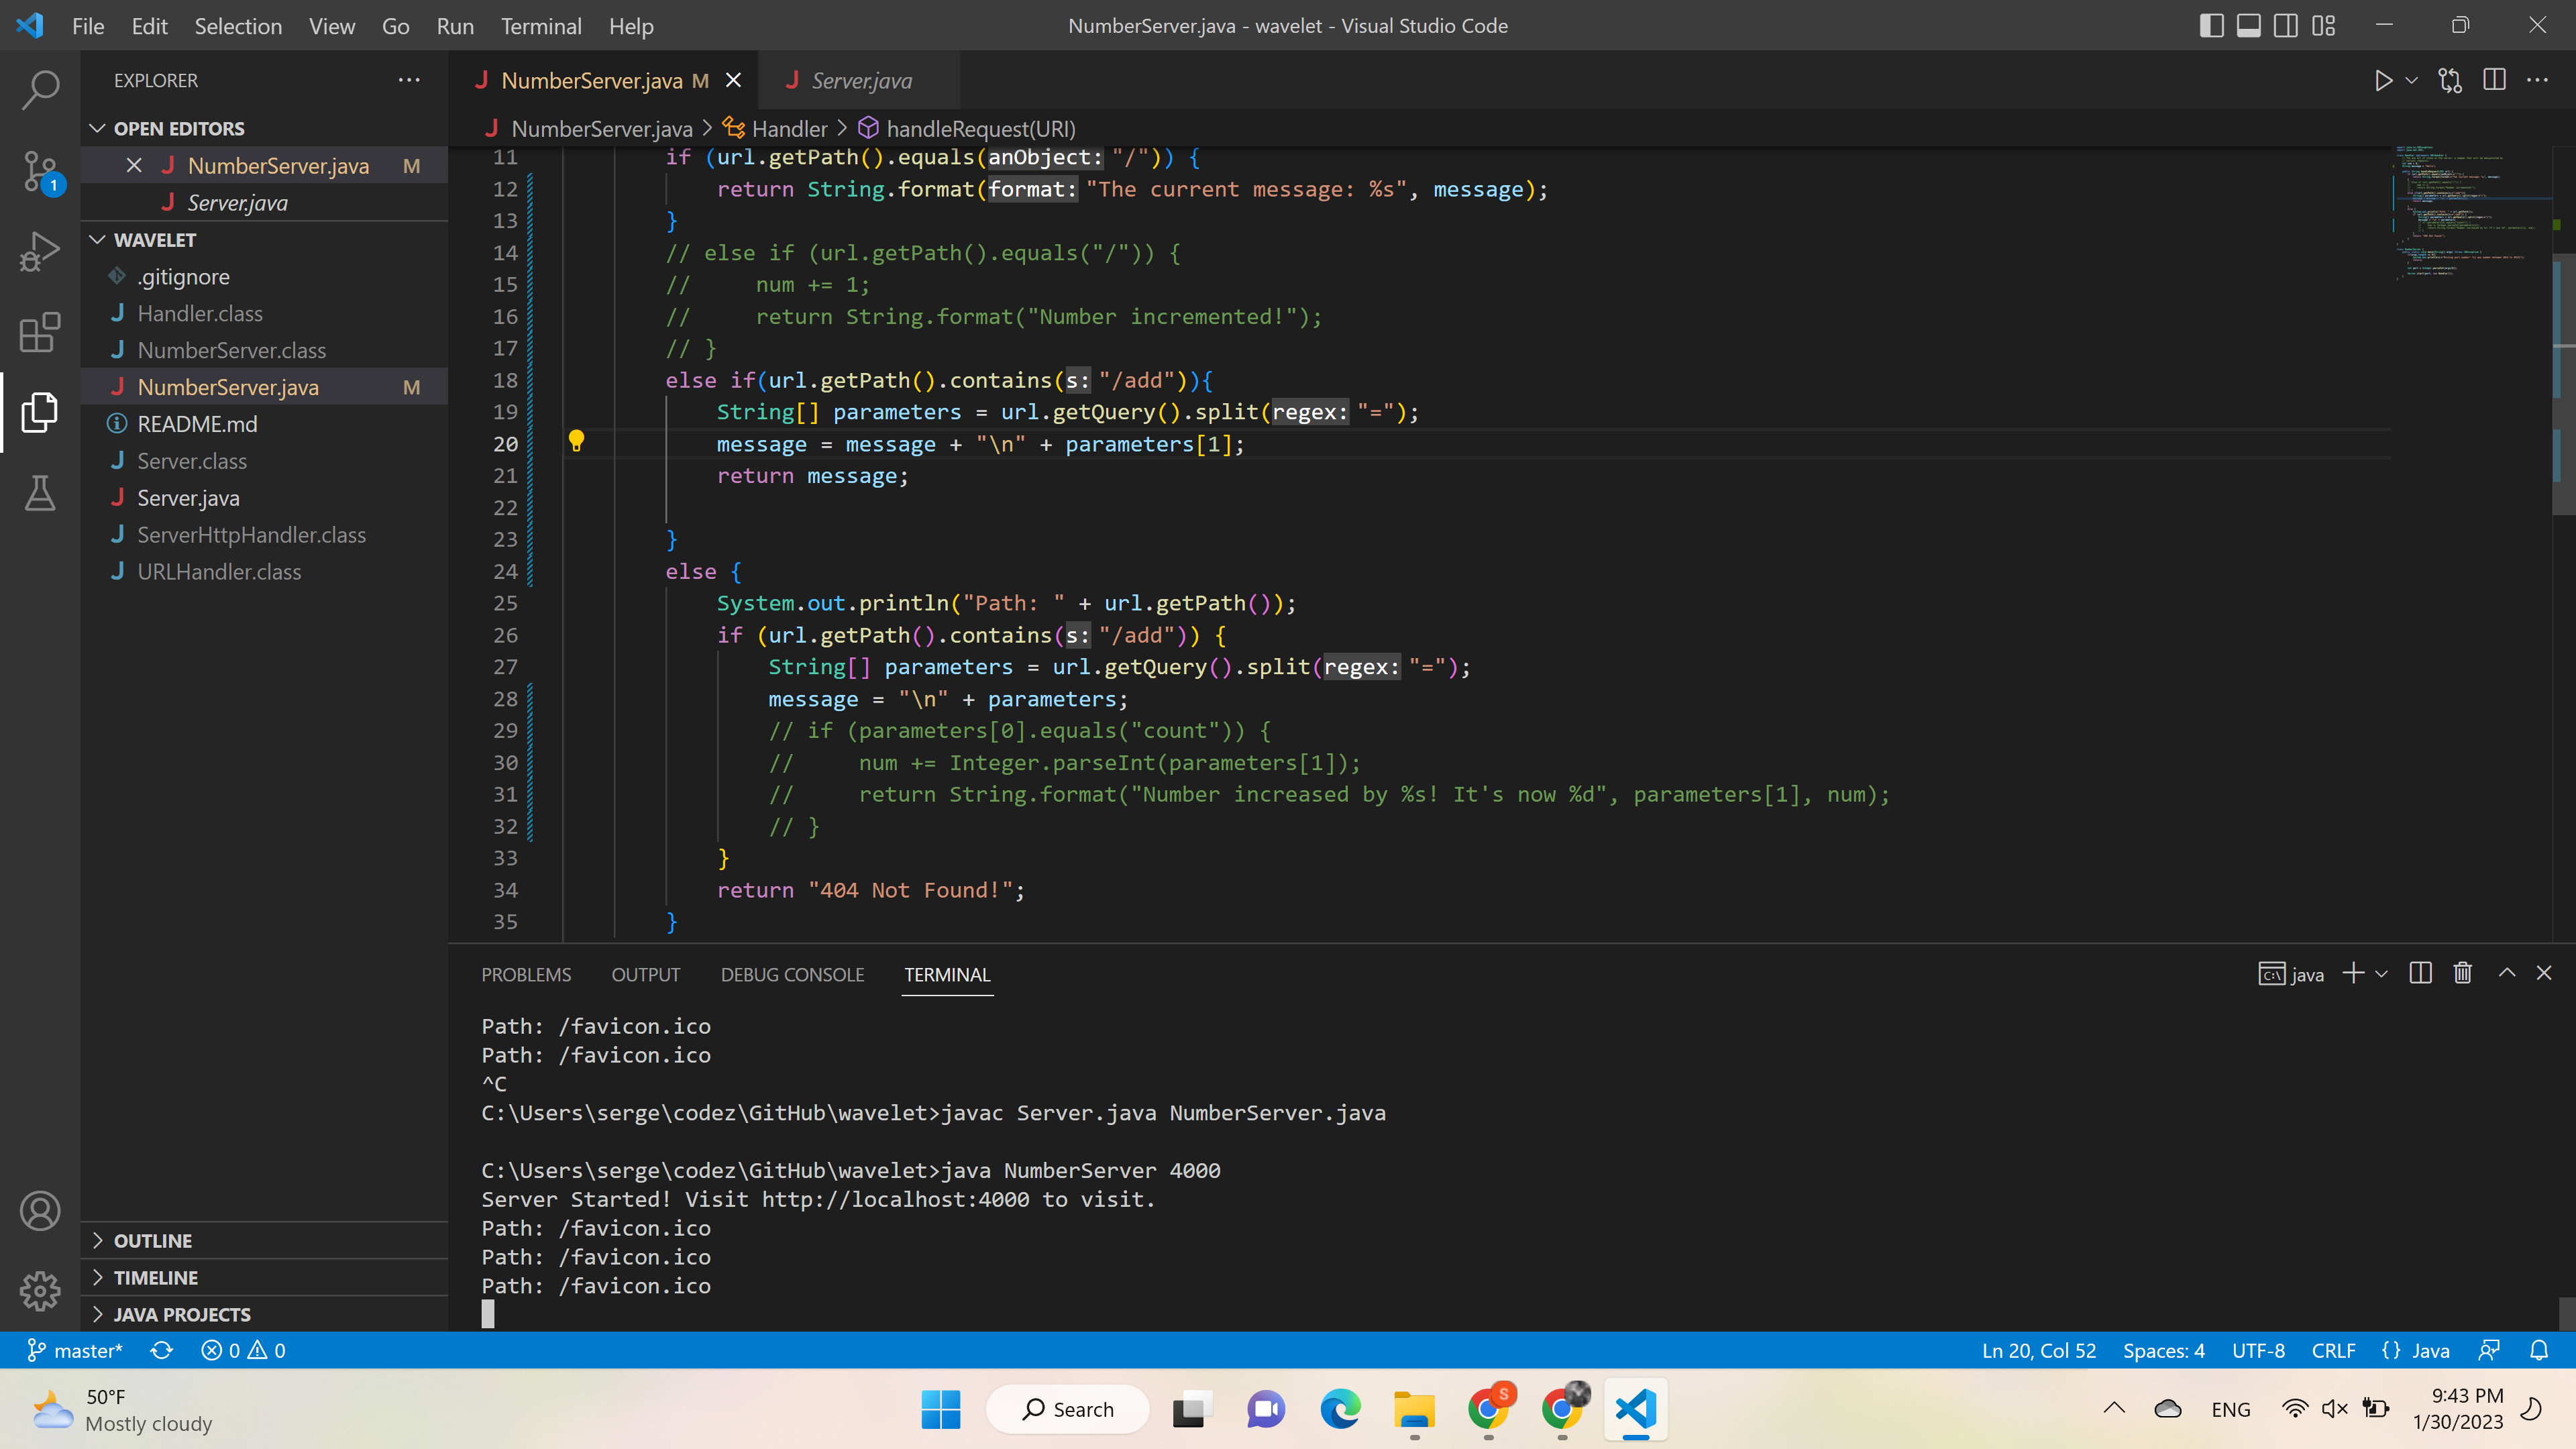 File Edit Selection View Go Run Terminal Help
NumberServer.java - wavelet - Visual Studio Code
EXPLORER
OPEN EDITORS
NumberServer.java M
Server.java
WAVELET
.gitignore
Handler.class
NumberServer.class
NumberServer.java M
README.md
Server.class
Server.java
ServerHttpHandler.class
URLHandler.class
OUTLINE
TIMELINE
JAVA PROJECTS
1
NumberServer.java M
Server.java
NumberServer.java > Handler > handleRequest(URI)
11 if (url.getPath().equals(anObject: "/")) {
12 return String.format(format: "The current message: %s", message);
13 }
14 // else if (url.getPath().equals("/")) {
15 //     num += 1;
16 //     return String.format("Number incremented!");
17 // }
18 else if(url.getPath().contains(s: "/add")){
19 String[] parameters = url.getQuery().split(regex: "=");
20 message = message + "\n" + parameters[1];
21 return message;
22
23 }
24 else {
25 System.out.println("Path: " + url.getPath());
26 if (url.getPath().contains(s: "/add")) {
27 String[] parameters = url.getQuery().split(regex: "=");
28 message = "\n" + parameters;
29 // if (parameters[0].equals("count")) {
30 //     num += Integer.parseInt(parameters[1]);
31 //     return String.format("Number increased by %s! It's now %d", parameters[1], num);
32 // }
33 }
34 return "404 Not Found!";
35 }
PROBLEMS OUTPUT DEBUG CONSOLE TERMINAL
java
Path: /favicon.ico
Path: /favicon.ico
^C
C:\Users\serge\codez\GitHub\wavelet>javac Server.java NumberServer.java
C:\Users\serge\codez\GitHub\wavelet>java NumberServer 4000
Server Started! Visit http://localhost:4000 to visit.
Path: /favicon.ico
Path: /favicon.ico
Path: /favicon.ico
master* 0 0
Ln 20, Col 52 Spaces: 4 UTF-8 CRLF {} Java
50°F
Mostly cloudy
Search
S
ENG
9:43 PM
1/30/2023